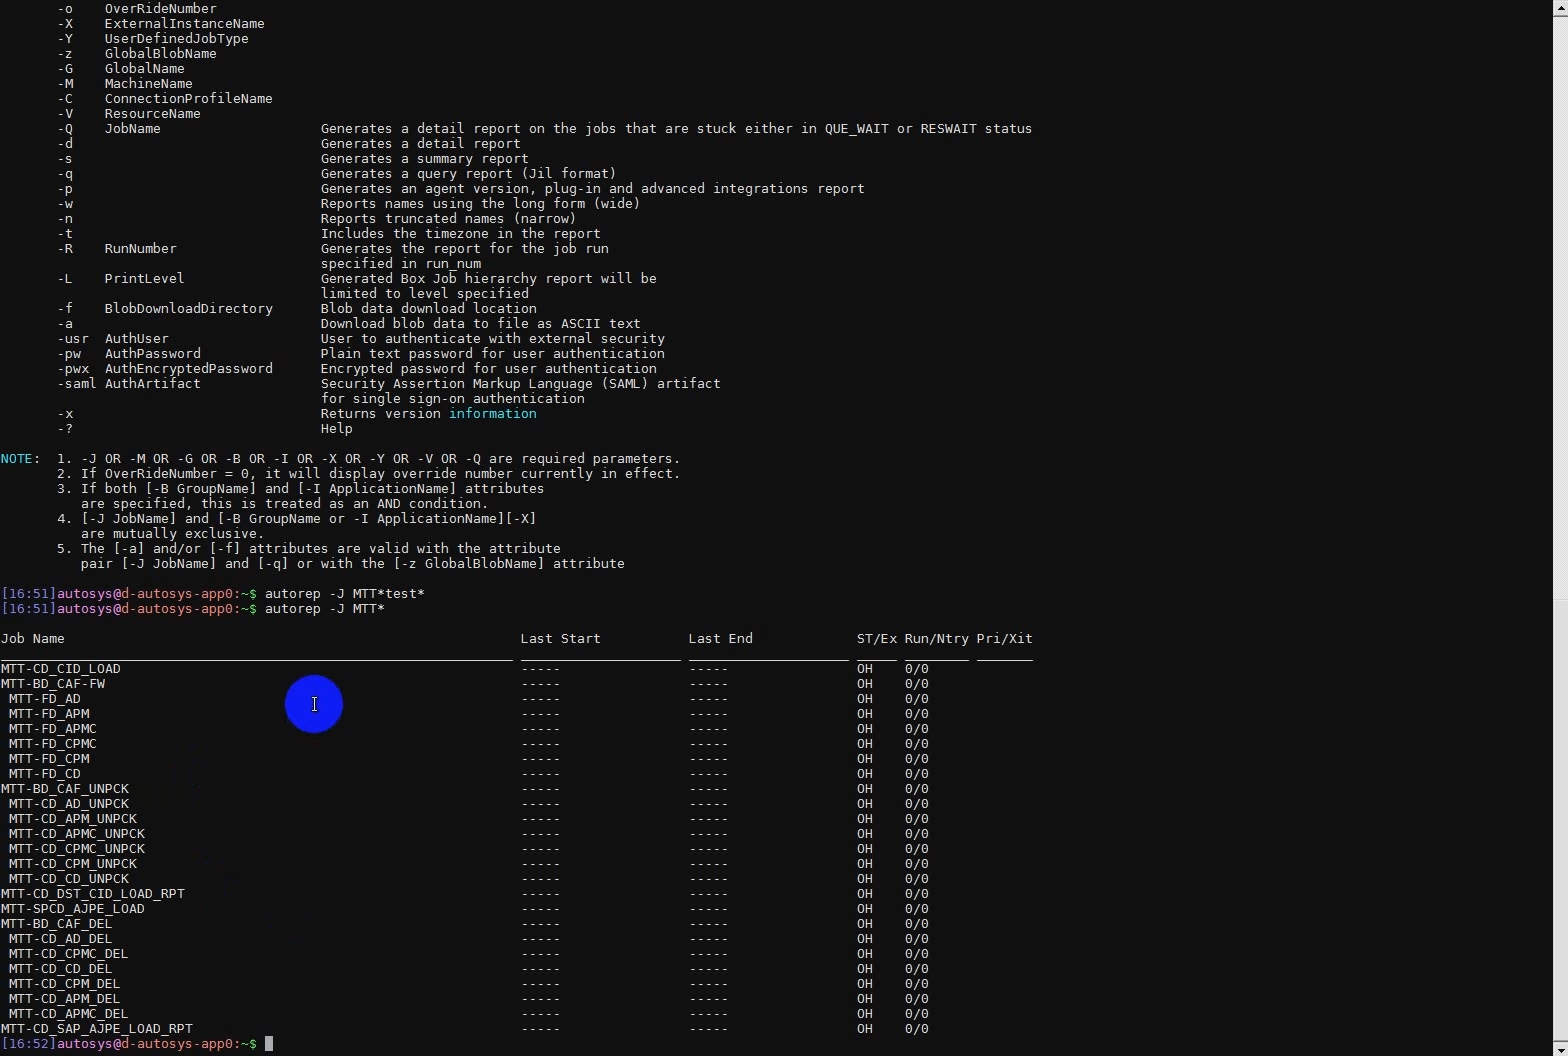 -o    OverRideNumber
-X    ExternalInstanceName
-Y    UserDefinedJobType
-z    GlobalBlobName
-G    GlobalName
-M    MachineName
-C    ConnectionProfileName
-V    ResourceName
-Q    JobName                    Generates a detail report on the jobs that are stuck either in QUE_WAIT or RESWAIT status
-d                               Generates a detail report
-s                               Generates a summary report
-q                               Generates a query report (Jil format)
-p                               Generates an agent version, plug-in and advanced integrations report
-w                               Reports names using the long form (wide)
-n                               Reports truncated names (narrow)
-t                               Includes the timezone in the report
-R    RunNumber                  Generates the report for the job run
                                 specified in run_num
-L    PrintLevel                 Generated Box Job hierarchy report will be
                                 limited to level specified
-f    BlobDownloadDirectory      Blob data download location
-a                               Download blob data to file as ASCII text
-usr  AuthUser                   User to authenticate with external security
-pw   AuthPassword               Plain text password for user authentication
-pwx  AuthEncryptedPassword      Encrypted password for user authentication
-saml AuthArtifact               Security Assertion Markup Language (SAML) artifact
                                 for single sign-on authentication
-x                               Returns version information
-?                               Help
NOTE:  1. -J OR -M OR -G OR -B OR -I OR -X OR -Y OR -V OR -Q are required parameters.
       2. If OverRideNumber = 0, it will display override number currently in effect.
       3. If both [-B GroupName] and [-I ApplicationName] attributes
          are specified, this is treated as an AND condition.
       4. [-J JobName] and [-B GroupName or -I ApplicationName][-X]
          are mutually exclusive.
       5. The [-a] and/or [-f] attributes are valid with the attribute
          pair [-J JobName] and [-q] or with the [-z GlobalBlobName] attribute
[16:51]autosys@d-autosys-app0:~$ autorep -J MTT*test*
[16:51]autosys@d-autosys-app0:~$ autorep -J MTT*
Job Name    Last Start    Last End    ST/Ex Run/Ntry Pri/Xit
MTT-CD_CID_LOAD    -----    -----    OH    0/0
MTT-BD_CAF-FW    -----    -----    OH    0/0
 MTT-FD_AD    -----    -----    OH    0/0
 MTT-FD_APM    -----    -----    OH    0/0
 MTT-FD_APMC    -----    -----    OH    0/0
 MTT-FD_CPMC    -----    -----    OH    0/0
 MTT-FD_CPM    -----    -----    OH    0/0
 MTT-FD_CD    -----    -----    OH    0/0
MTT-BD_CAF_UNPCK    -----    -----    OH    0/0
 MTT-CD_AD_UNPCK    -----    -----    OH    0/0
 MTT-CD_APM_UNPCK    -----    -----    OH    0/0
 MTT-CD_APMC_UNPCK    -----    -----    OH    0/0
 MTT-CD_CPMC_UNPCK    -----    -----    OH    0/0
 MTT-CD_CPM_UNPCK    -----    -----    OH    0/0
 MTT-CD_CD_UNPCK    -----    -----    OH    0/0
MTT-CD_DST_CID_LOAD_RPT    -----    -----    OH    0/0
MTT-SPCD_AJPE_LOAD    -----    -----    OH    0/0
MTT-BD_CAF_DEL    -----    -----    OH    0/0
 MTT-CD_AD_DEL    -----    -----    OH    0/0
 MTT-CD_CPMC_DEL    -----    -----    OH    0/0
 MTT-CD_CD_DEL    -----    -----    OH    0/0
 MTT-CD_CPM_DEL    -----    -----    OH    0/0
 MTT-CD_APM_DEL    -----    -----    OH    0/0
 MTT-CD_APMC_DEL    -----    -----    OH    0/0
MTT-CD_SAP_AJPE_LOAD_RPT    -----    -----    OH    0/0
[16:52]autosys@d-autosys-app0:~$